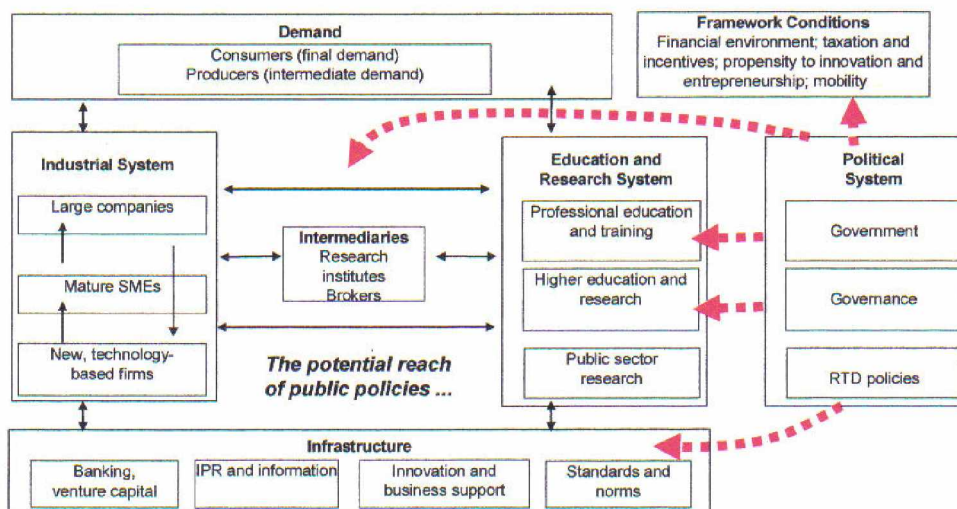 Demand
Consumers (final demand)
Producers (intermediate demand)
Framework Conditions
Financial environment; taxation and
incentives; propensity to innovation and
entrepreneurship; mobility
Industrial System
Large companies
Mature SMEs
New, technology-
based firms
Intermediaries
Research
institutes
Brokers
The potential reach
of public policies ...
Education and
Research System
Professional education
and training
Higher education and
research
Public sector
research
Political
System
Government
Governance
RTD policies
Infrastructure
Banking,
venture capital
IPR and information
Innovation and
business support
Standards and
norms